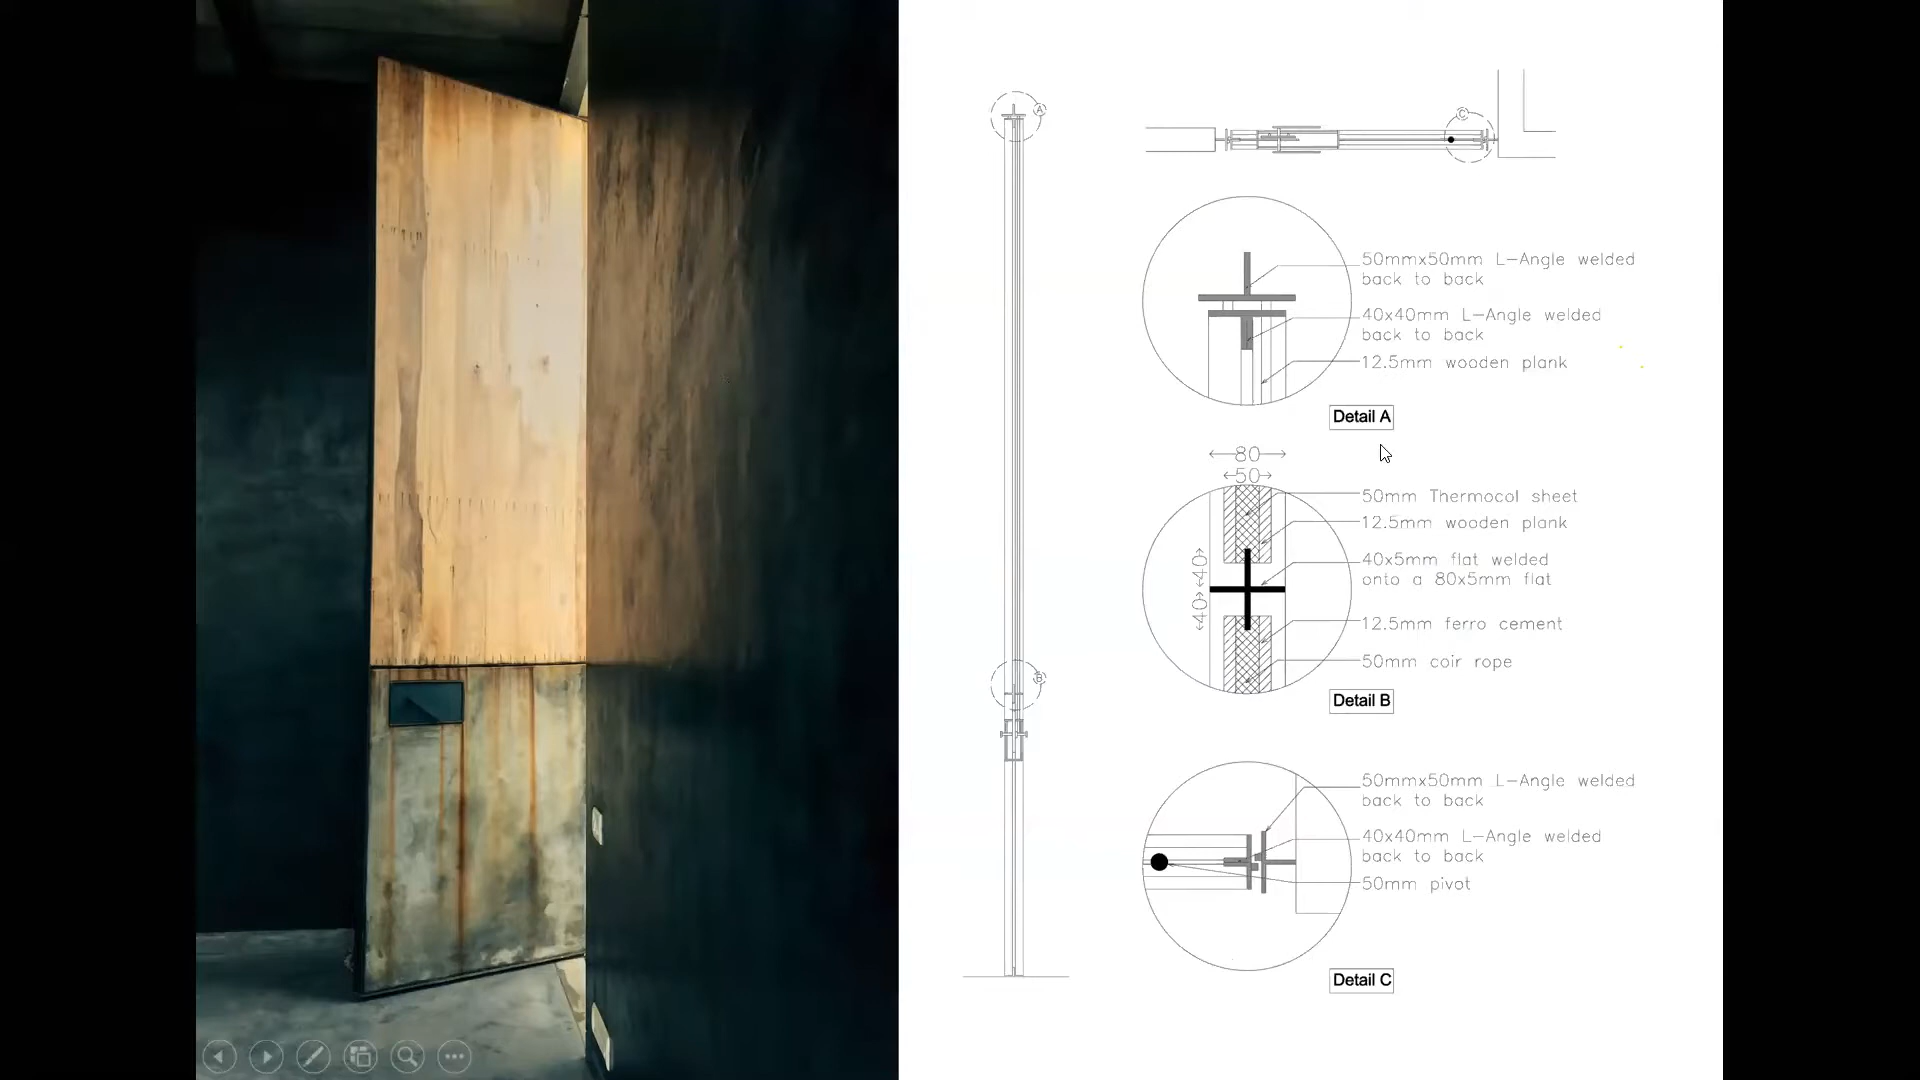 A
C
50mmx50mm L-Angle welded
back to back
40x40mm L-Angle welded
back to back
12.5mm wooden plank
Detail A
80
50
50mm Thermocol sheet
12.5mm wooden plank
40x5mm flat welded
onto a 80x5mm flat
40
40
12.5mm ferro cement
50mm coir rope
B
Detail B
50mmx50mm L-Angle welded
back to back
40x40mm L-Angle welded
back to back
50mm pivot
Detail C